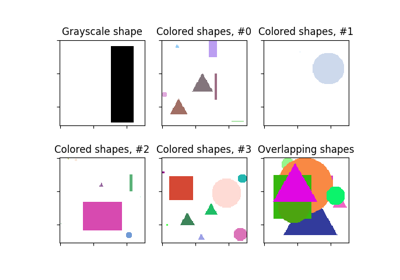 Grayscale shape
Colored shapes, #0
Colored shapes, #1
Colored shapes, #2
Colored shapes, #3
Overlapping shapes